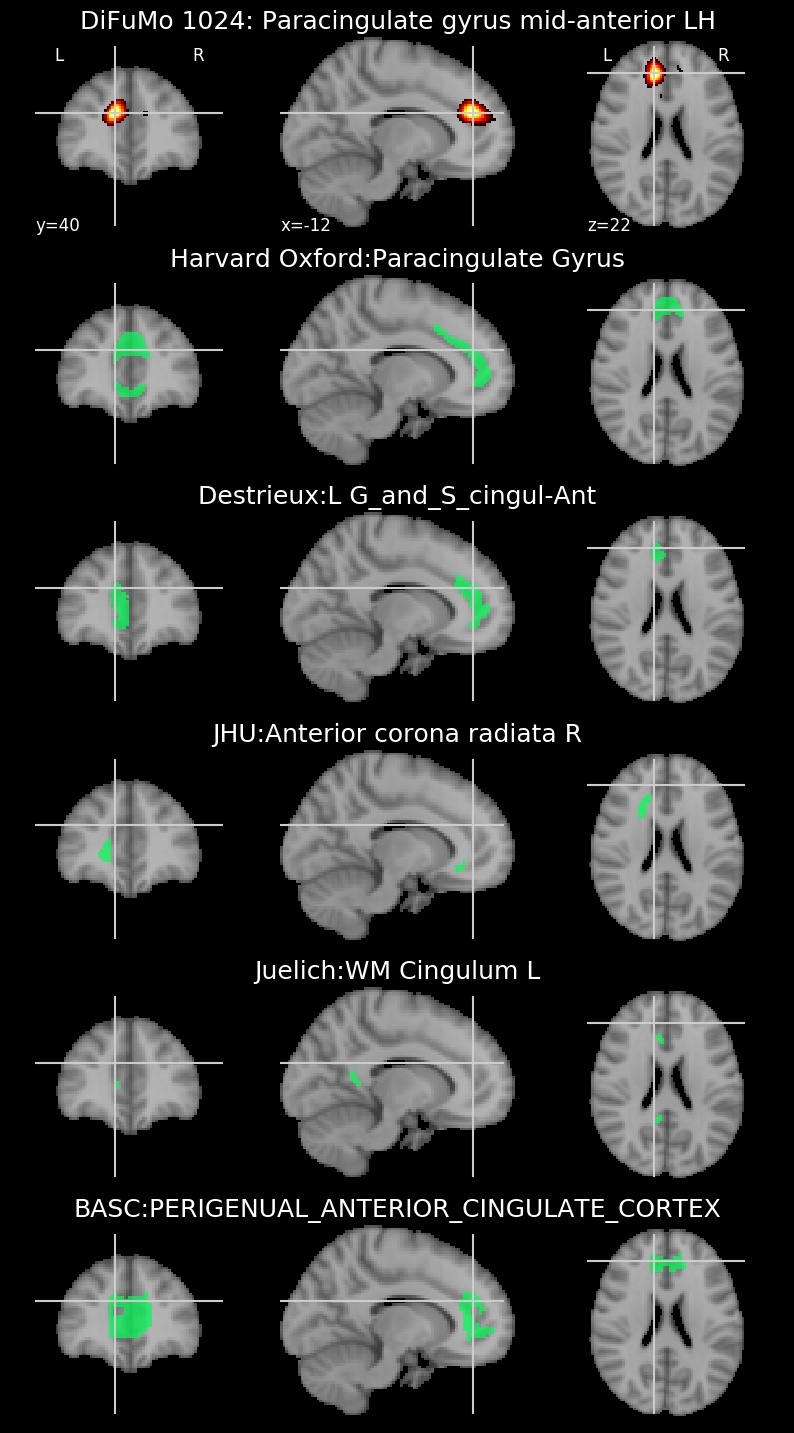 DiFuMo 1024: Paracingulate gyrus mid-anterior LH
L R L R
y=40 x=-12 z=22
Harvard Oxford:Paracingulate Gyrus
Destrieux:L G_and_S_cingul-Ant
JHU:Anterior corona radiata R
Juelich:WM Cingulum L
BASC:PERIGENUAL_ANTERIOR_CINGULATE_CORTEX